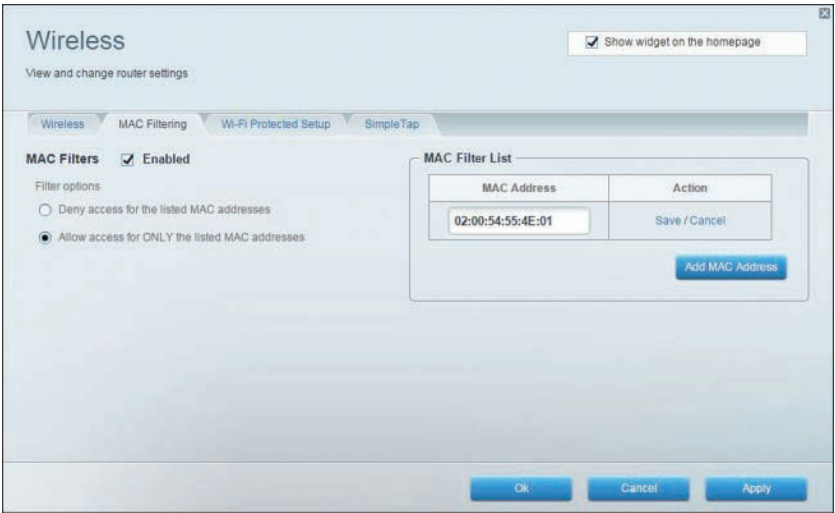 Wireless
Show widget on the homepage
View and change router settings
Wireless MAC Filtering Wi-Fi Protected Setup SimpleTap
MAC Filters Enabled
Filter options
Deny access for the listed MAC addresses
Allow access for ONLY the listed MAC addresses
MAC Filter List
MAC Address Action
02:00:54:55:4E:01 Save / Cancel
Add MAC Address
Ok Cancel Apply